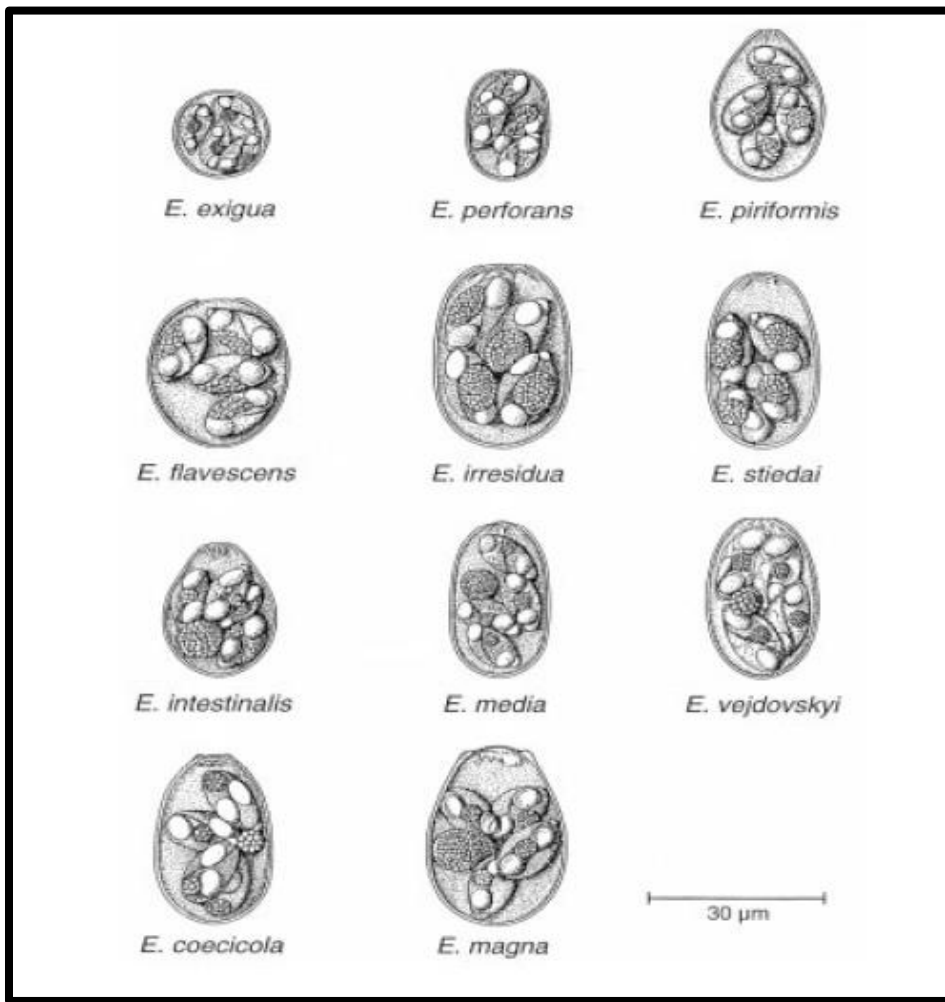 E. exigua
E. perforans
E. piriformis
E. flavescens
E. irresidua
E. stiedai
E. intestinalis
E. media
E. vejdovskyi
E. coecicola
E. magna
30 µm